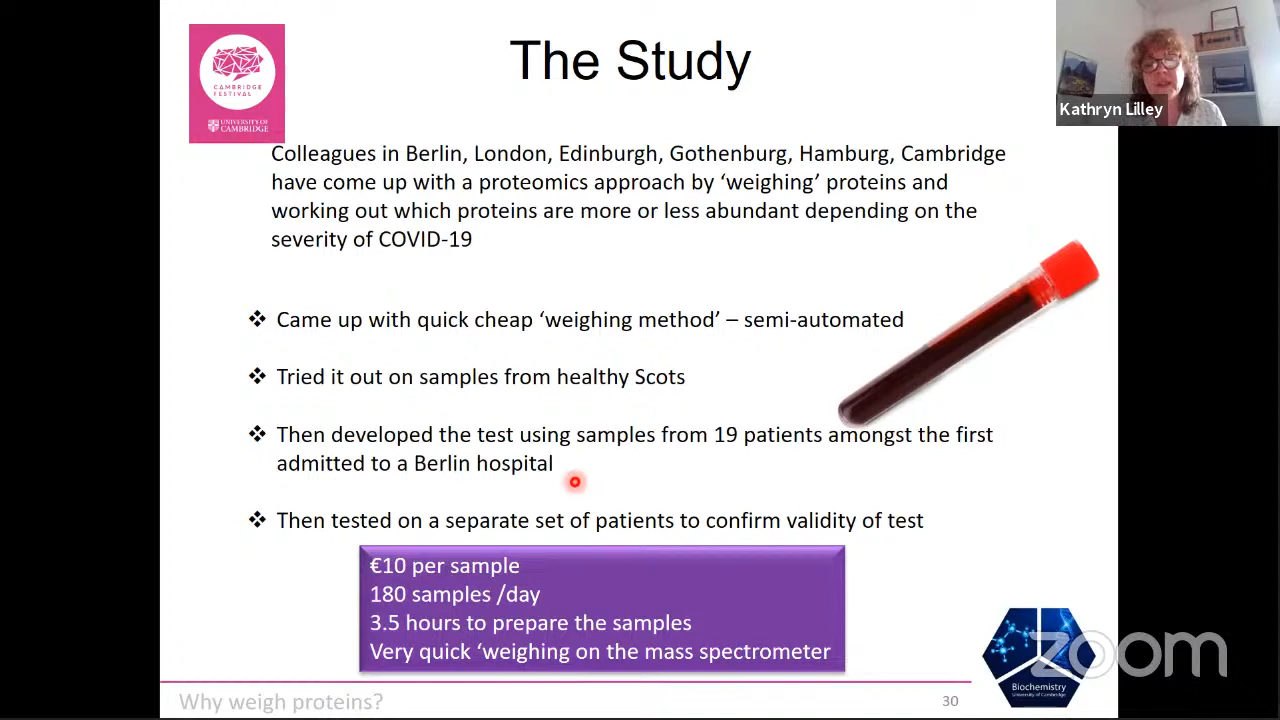 The Study
CAMBRIDGE
FESTIVAL
UNIVERSITY OF
CAMBRIDGE
Kathryn Lilley
Colleagues in Berlin, London, Edinburgh, Gothenburg, Hamburg, Cambridge
have come up with a proteomics approach by ‘weighing’ proteins and
working out which proteins are more or less abundant depending on the
severity of COVID-19
❖ Came up with quick cheap ‘weighing method’ – semi-automated
❖ Tried it out on samples from healthy Scots
❖ Then developed the test using samples from 19 patients amongst the first
admitted to a Berlin hospital
❖ Then tested on a separate set of patients to confirm validity of test
€10 per sample
180 samples /day
3.5 hours to prepare the samples
Very quick ‘weighing on the mass spectrometer
Biochemistry
University of Cambridge
zoom
Why weigh proteins?
30